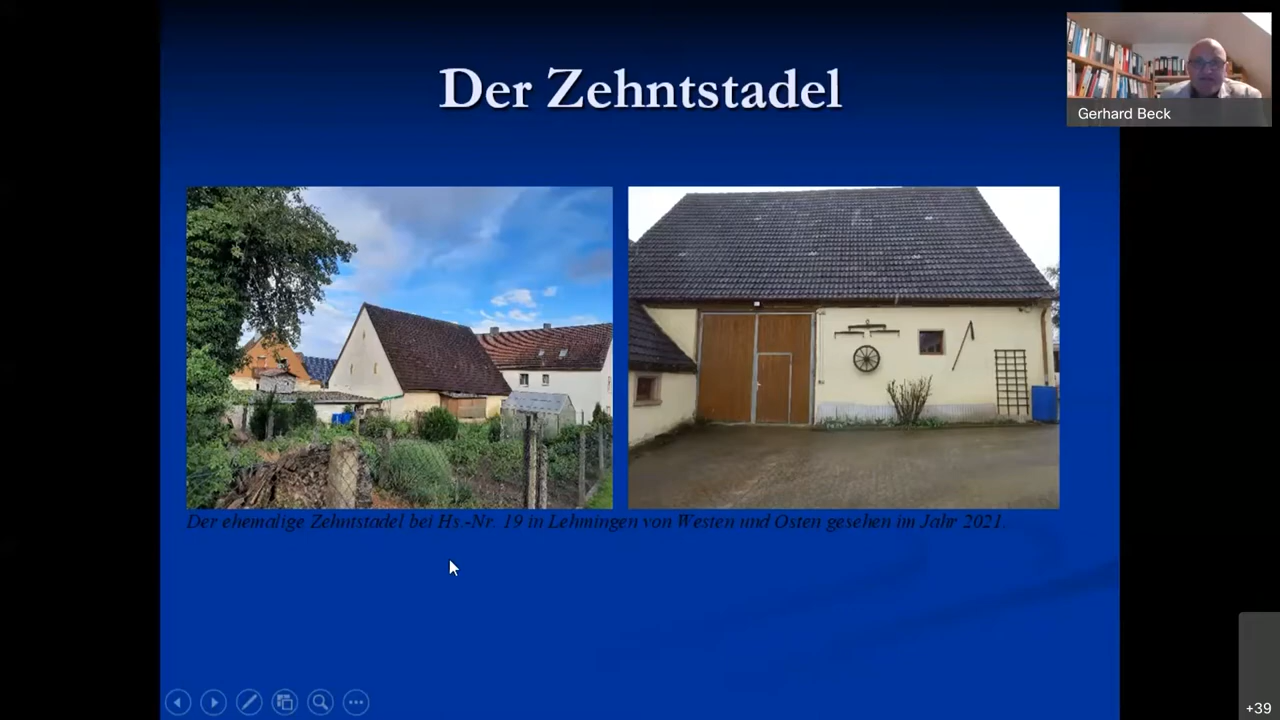 Der Zehntstadel
Gerhard Beck
Der ehemalige Zehntstadel bei Hs.-Nr. 19 in Lehmingen von Westen und Osten gesehen im Jahr 2021.
+39